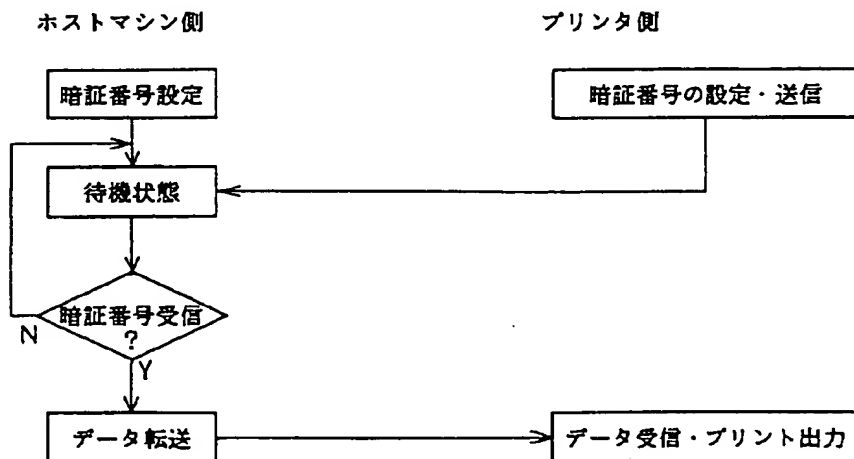 ホストマシン側
プリンタ側
暗証番号設定
暗証番号の設定・送信
待機状態
暗証番号受信
?
N
Y
データ転送
データ受信・プリント出力